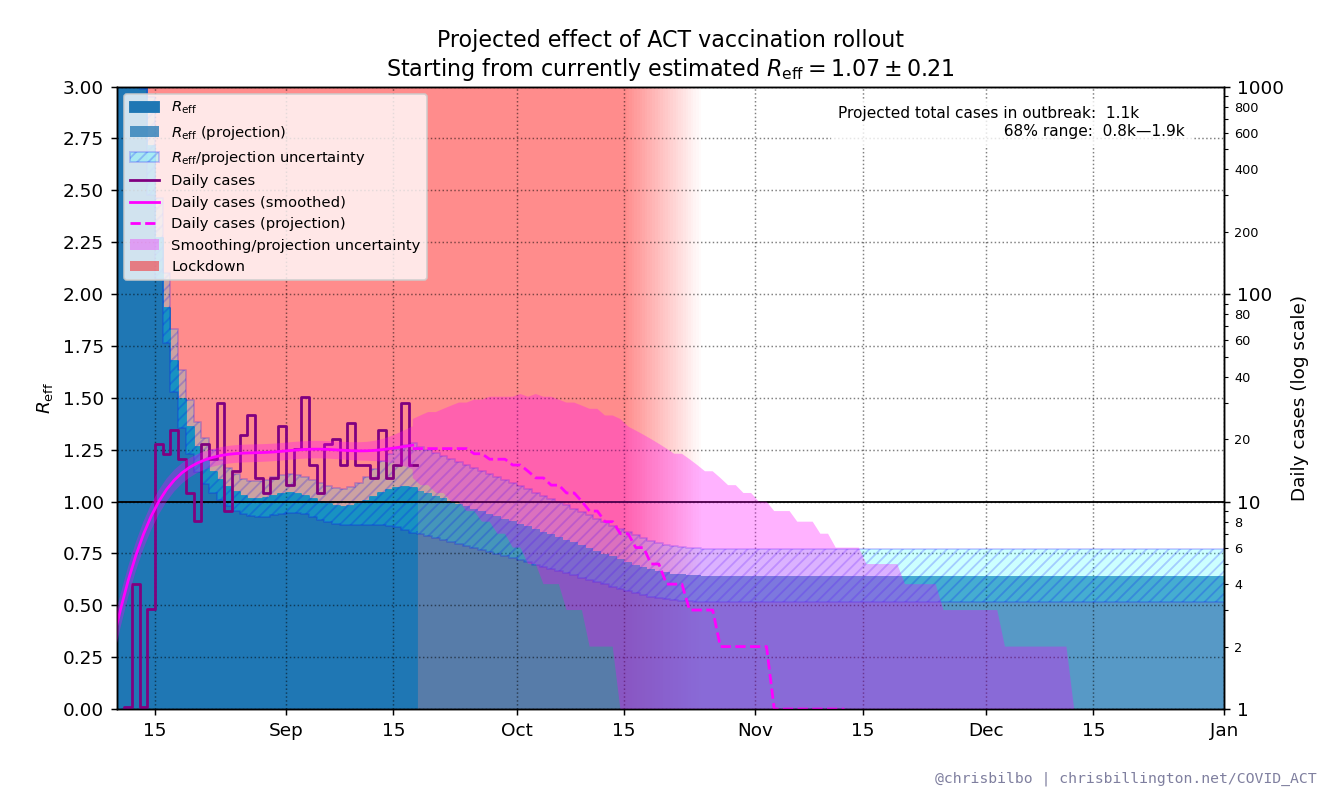 Projected effect of ACT vaccination rollout
Starting from currently estimated Reff = 1.07 ± 0.21
Projected total cases in outbreak: 1.1k
68% range: 0.8k—1.9k
Reff
Reff (projection)
Reff/projection uncertainty
Daily cases
Daily cases (smoothed)
Daily cases (projection)
Smoothing/projection uncertainty
Lockdown
Reff
3.00
2.75
2.50
2.25
2.00
1.75
1.50
1.25
1.00
0.75
0.50
0.25
0.00
Daily cases (log scale)
1000
800
600
400
200
100
80
60
40
20
10
8
6
4
2
1
15 Sep 15 Oct 15 Nov 15 Dec 15 Jan
@chrisbilbo | chrisbillington.net/COVID_ACT